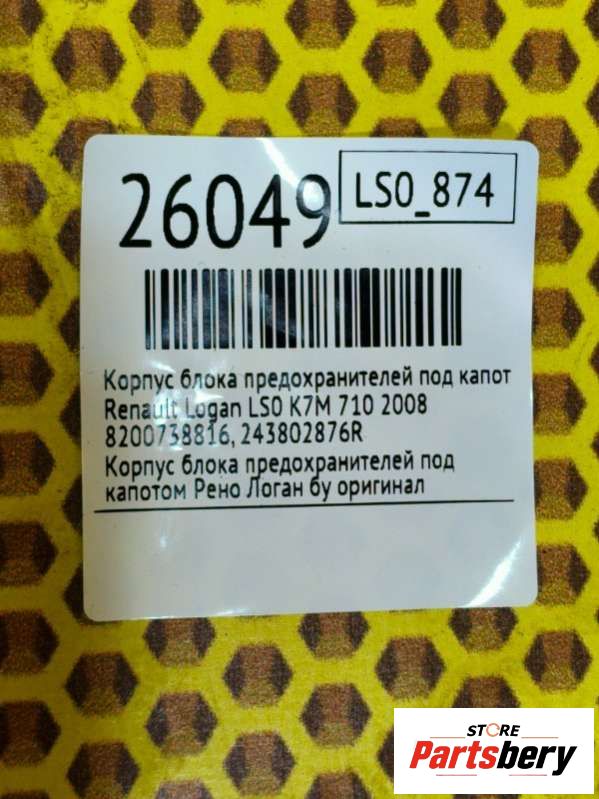 26049
LS0_874
Корпус блока предохранителей под капот
Renault Logan LS0 K7M 710 2008
8200738816, 243802876R
Корпус блока предохранителей под
капотом Рено Логан бу оригинал
STORE
Partsbery